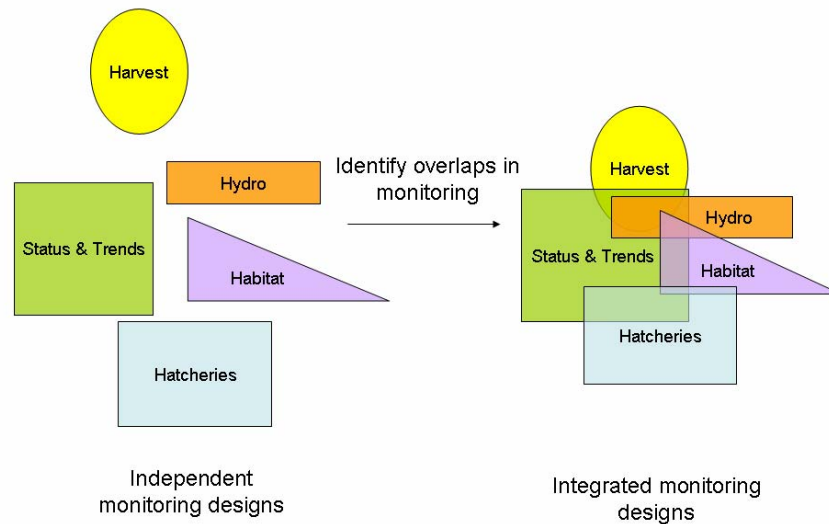 Harvest
Hydro
Status & Trends
Habitat
Hatcheries
Independent
monitoring designs
Identify overlaps in
monitoring
Harvest
Hydro
Status & Trends
Habitat
Hatcheries
Integrated monitoring
designs